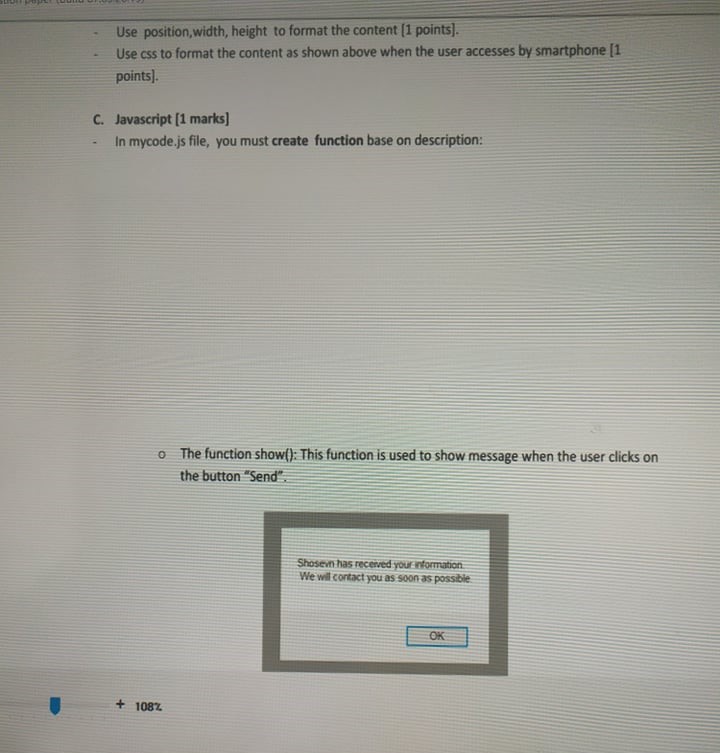 - Use position,width, height to format the content [1 points].
- Use css to format the content as shown above when the user accesses by smartphone [1
points].
C. Javascript [1 marks]
- In mycode.js file, you must create function base on description:
o The function show(): This function is used to show message when the user clicks on
the button "Send".
Shosevn has received your information.
We will contact you as soon as possible.
OK
+ 108%